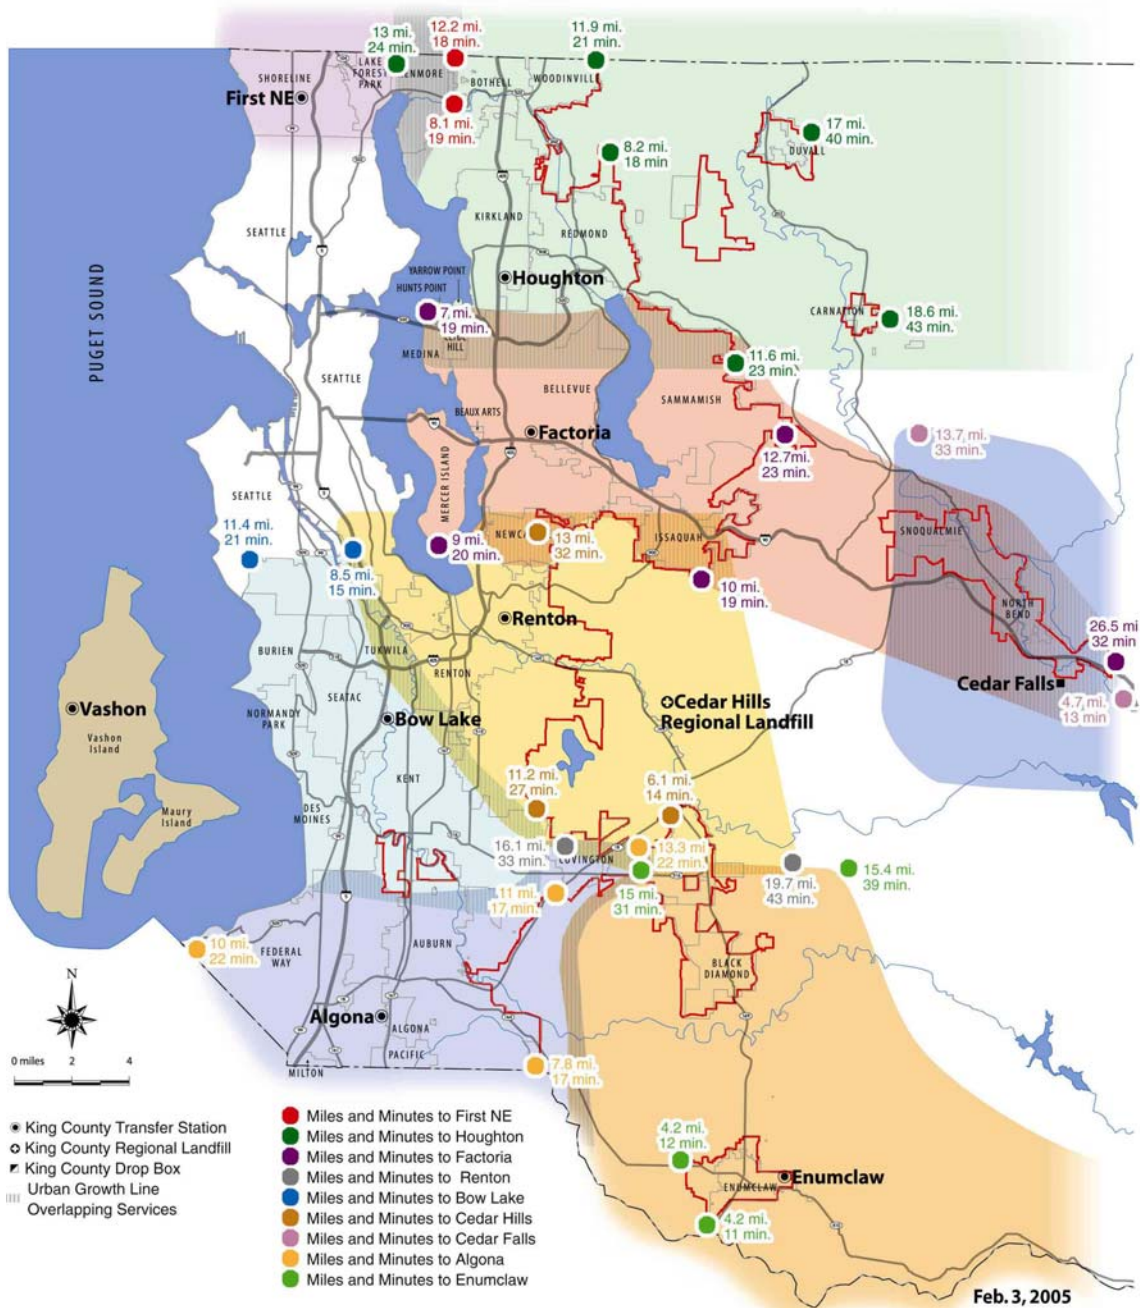 13 mi.
24 min.
12.2 mi.
18 min.
11.9 mi.
21 min.
SHORELINE
LAKE
FOREST
PARK
BOTHELL
WOODINVILLE
First NE
8.1 mi.
19 min.
17 mi.
40 min.
DUVALL
8.2 mi.
18 min
KIRKLAND
SEATTLE
REDMOND
PUGET SOUND
YARROW POINT
HUNTS POINT
Houghton
7 mi.
19 min.
HILL
MEDINA
CARNATION
18.6 mi.
43 min.
11.6 mi.
23 min.
SEATTLE
BELLEVUE
SAMMAMISH
BEAUX ARTS
Factoria
12.7mi.
23 min.
13.7 mi.
33 min.
MERCER ISLAND
SEATTLE
11.4 mi.
21 min.
8.5 mi.
15 min.
9 mi.
20 min.
13 mi.
32 min.
ISSAQUAH
SNOQUALMIE
10 mi.
19 min.
NORTH
BEND
Renton
26.5 mi
32 min.
BURIEN
TUKWILA
RENTON
Cedar Falls
4.7 mi.
13 min
SEATAC
Vashon
Vashon
Island
NORMANDY
PARK
Bow Lake
Cedar Hills
Regional Landfill
KENT
11.2 mi.
27 min.
6.1 mi.
14 min.
Maury
Island
DES
MOINES
16.1 mi.
33 min.
COVINGTON
13.3 mi
22 min.
19.7 mi.
43 min.
15.4 mi.
39 min.
11 mi.
17 min.
15 mi.
31 min.
10 mi.
22 min.
FEDERAL
WAY
AUBURN
BLACK
DIAMOND
N
Algona
ALGONA
PACIFIC
MILTON
0 miles 2 4
7.8 mi.
17 min.
King County Transfer Station
King County Regional Landfill
King County Drop Box
Urban Growth Line
Overlapping Services
Miles and Minutes to First NE
Miles and Minutes to Houghton
Miles and Minutes to Factoria
Miles and Minutes to Renton
Miles and Minutes to Bow Lake
Miles and Minutes to Cedar Hills
Miles and Minutes to Cedar Falls
Miles and Minutes to Algona
Miles and Minutes to Enumclaw
4.2 mi.
12 min.
Enumclaw
ENUMCLAW
4.2 mi.
11 min.
Feb. 3, 2005